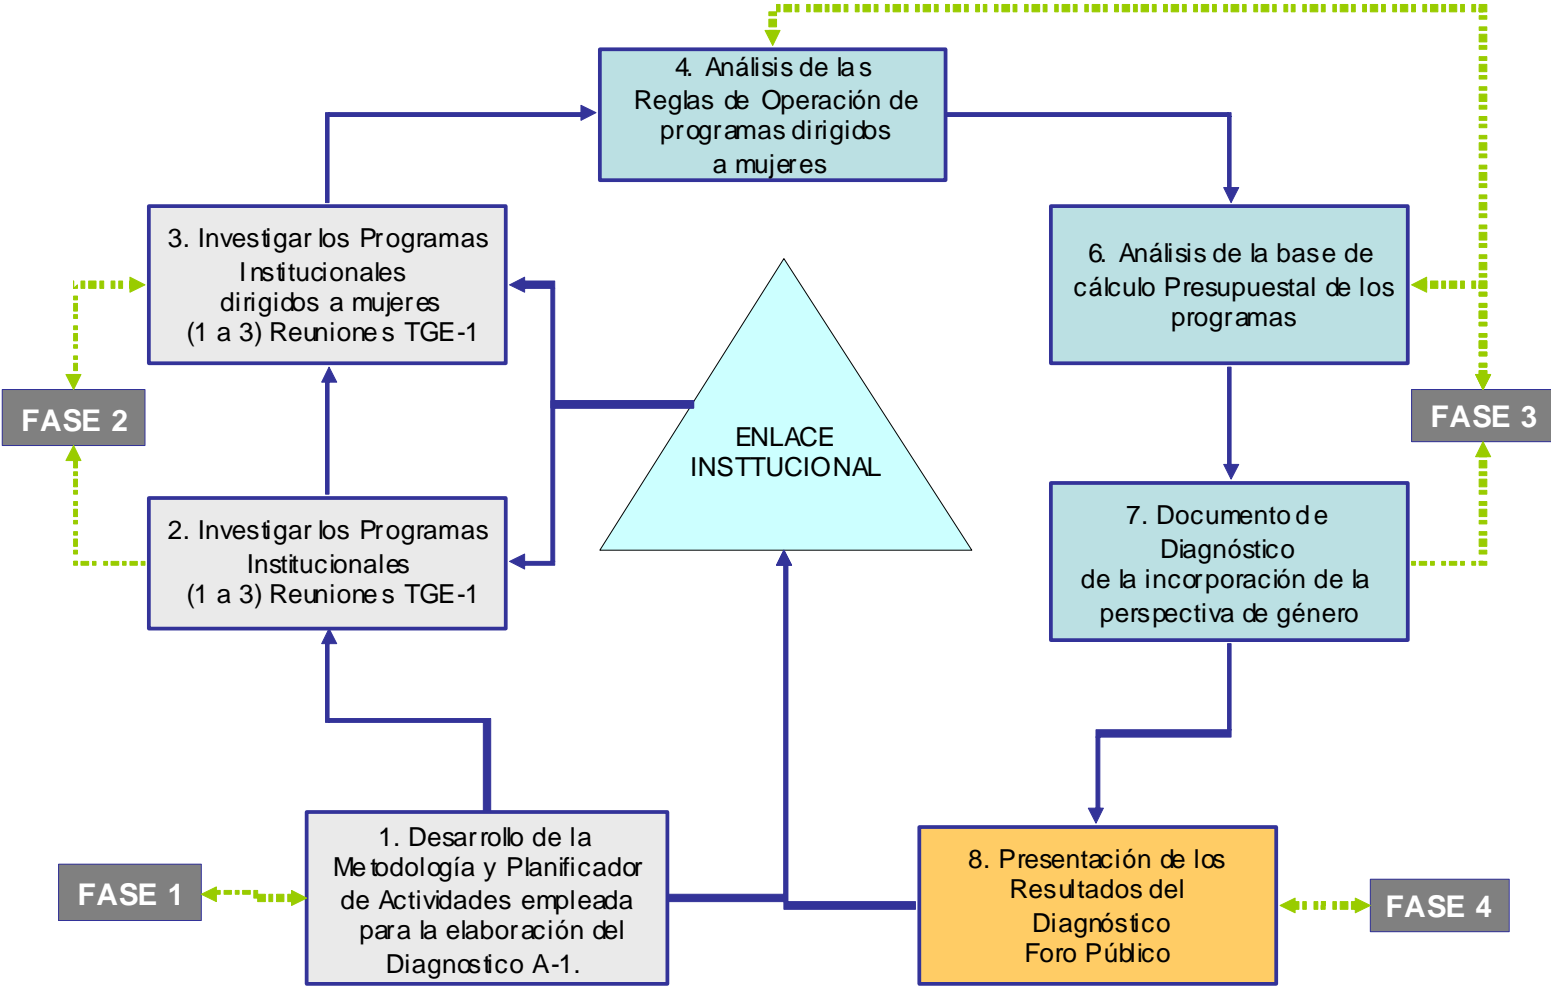 4. Análisis de las
Reglas de Operación de
programas dirigidos
a mujeres
3. Investigar los Programas
Institucionales
dirigidos a mujeres
(1 a 3) Reuniones TGE-1
6. Análisis de la base de
cálculo Presupuestal de los
programas
FASE 2
FASE 3
ENLACE
INSTTUCIONAL
2. Investigar los Programas
Institucionales
(1 a 3) Reuniones TGE-1
7. Documento de
Diagnóstico
de la incorporación de la
perspectiva de género
1. Desarrollo de la
Metodología y Planificador
de Actividades empleada
para la elaboración del
Diagnostico A-1.
FASE 1
8. Presentación de los
Resultados del
Diagnóstico
Foro Público
FASE 4